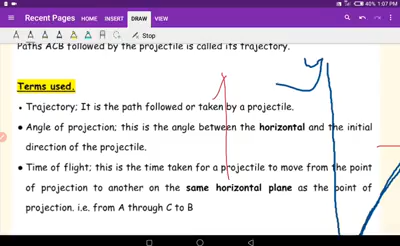 40% 1:07 PM
Recent Pages HOME INSERT DRAW VIEW
Stop
Paths ACB followed by the projectile is called its trajectory.
Terms used.
• Trajectory; It is the path followed or taken by a projectile.
• Angle of projection; this is the angle between the horizontal and the initial
direction of the projectile.
• Time of flight; this is the time taken for a projectile to move from the point
of projection to another on the same horizontal plane as the point of
projection. i.e. from A through C to B
y